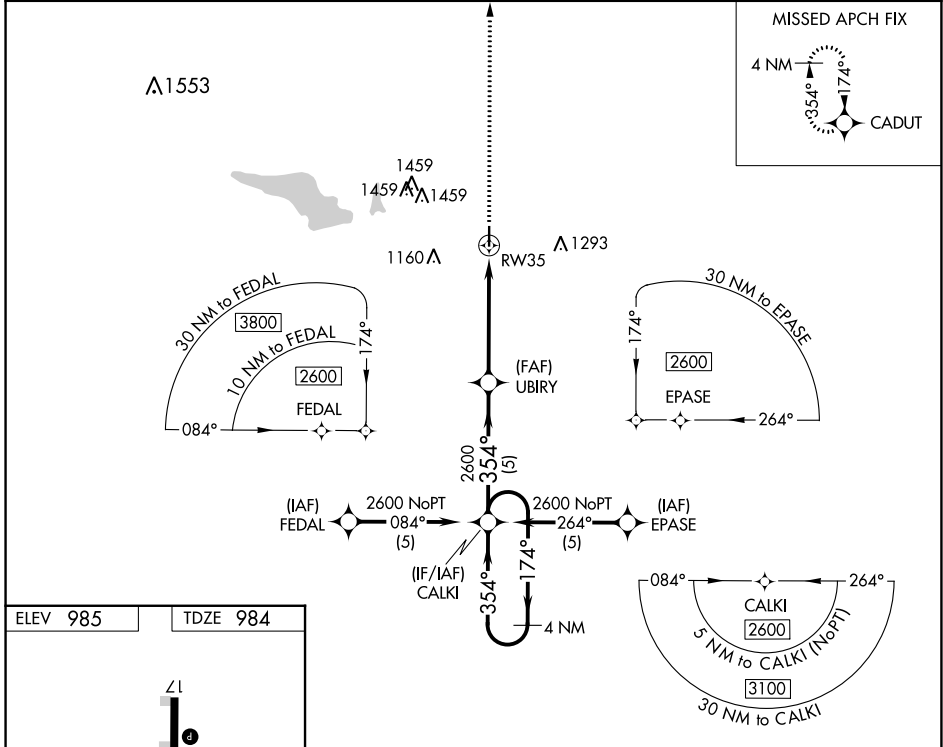 MISSED APCH FIX
4 NM
354°
174°
CADUT
1553
1459
1459
1459
1160
RW35
1293
30 NM to FEDAL
3800
10 NM to FEDAL
2600
174°
FEDAL
084°
30 NM to EPASE
174°
2600
EPASE
264°
(FAF)
UBIRY
2600
354°
(5)
(IAF)
FEDAL
2600 NoPT
084°
(5)
2600 NoPT
264°
(5)
(IAF)
EPASE
(IF/IAF)
CALKI
354°
174°
4 NM
084°
264°
CALKI
2600
5 NM to CALKI (NoPT)
3100
30 NM to CALKI
ELEV 985
TDZE 984
17
P